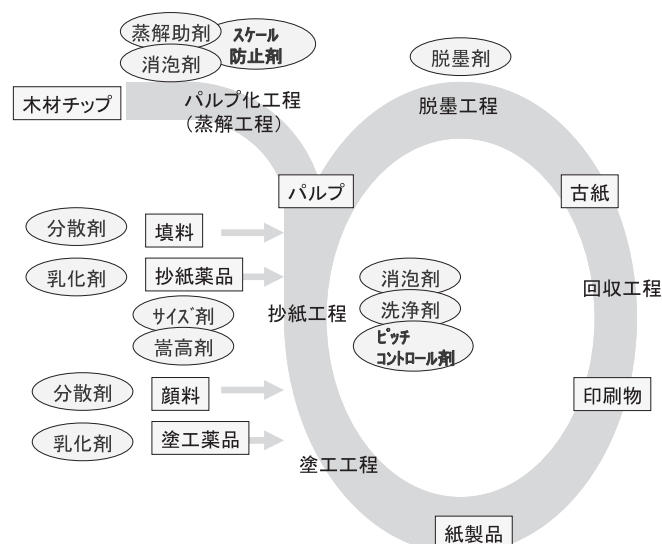 蒸解助剤
スケール
防止剤
消泡剤
脱墨剤
木材チップ
パルプ化工程
（蒸解工程）
脱墨工程
パルプ
古紙
分散剤
填料
乳化剤
抄紙薬品
消泡剤
回収工程
サイズ剤
抄紙工程
洗浄剤
嵩高剤
ピッチ
コントロール剤
分散剤
顔料
印刷物
乳化剤
塗工薬品
塗工工程
紙製品